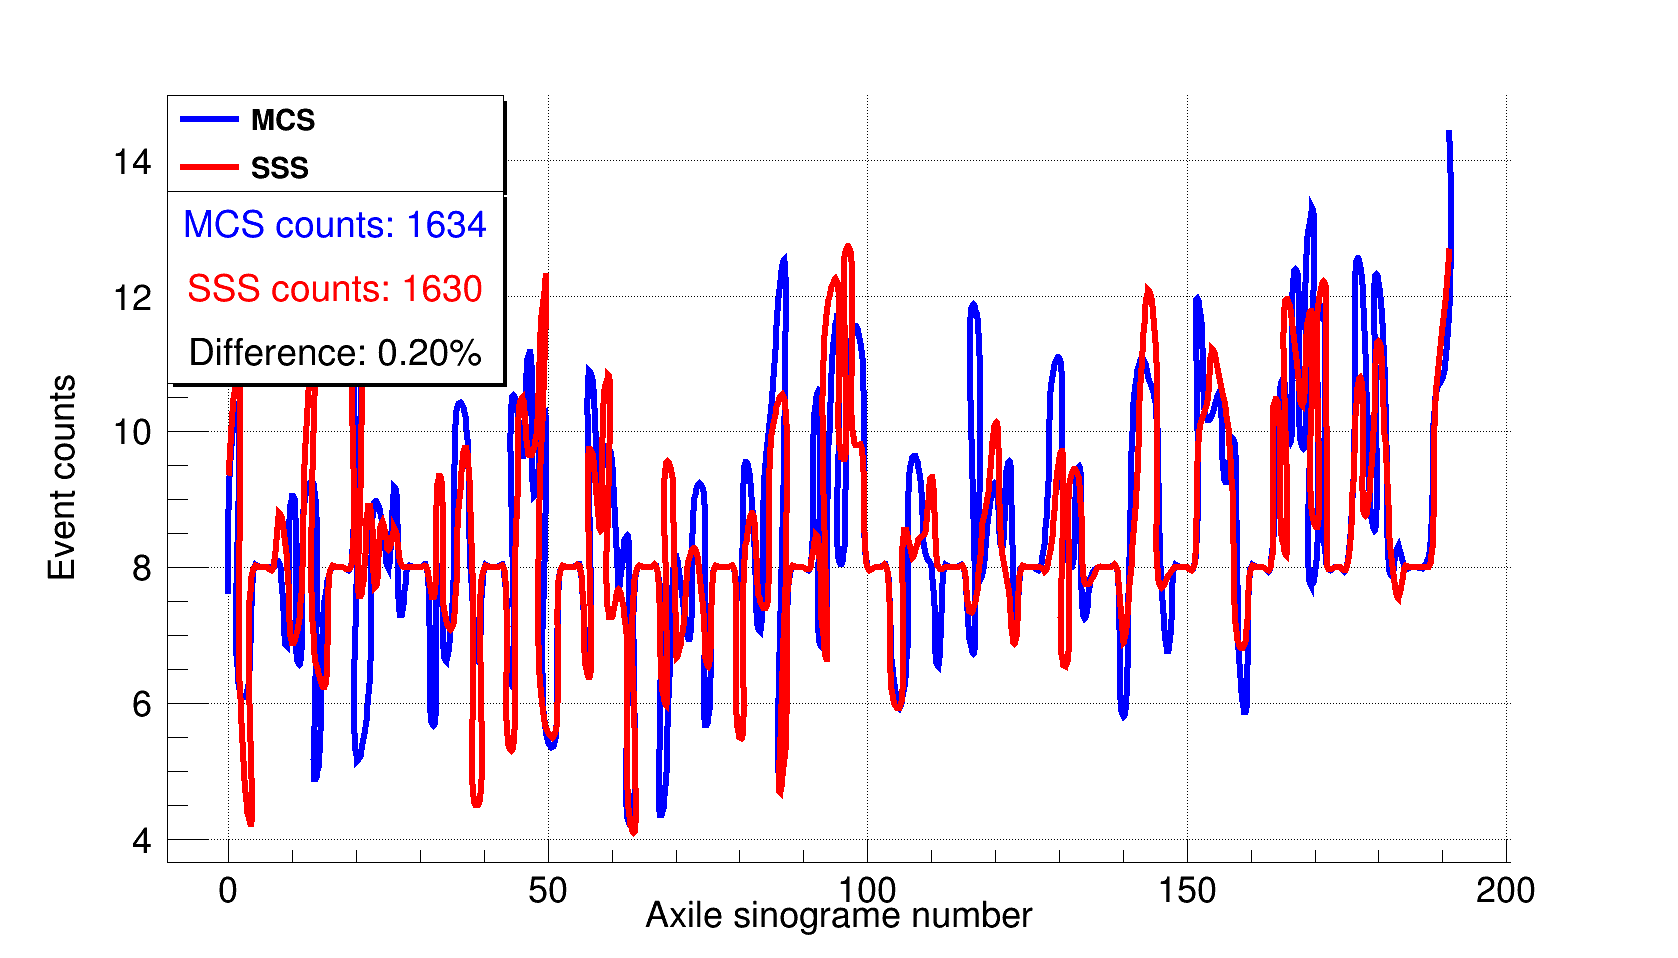 MCS
SSS
MCS counts: 1634
SSS counts: 1630
Difference: 0.20%
14
12
10
8
6
4
Event counts
0 50 100 150 200
Axile sinograme number